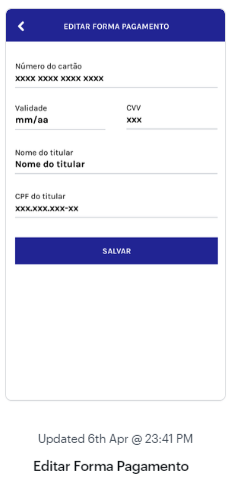 EDITAR FORMA PAGAMENTO
Número do cartão
xxxx xxxx xxxx xxxx
Validade CVV
mm/aa xxx
Nome do titular
Nome do titular
CPF do titular
xxx.xxx.xxx-xx
SALVAR
Updated 6th Apr @ 23:41 PM
Editar Forma Pagamento